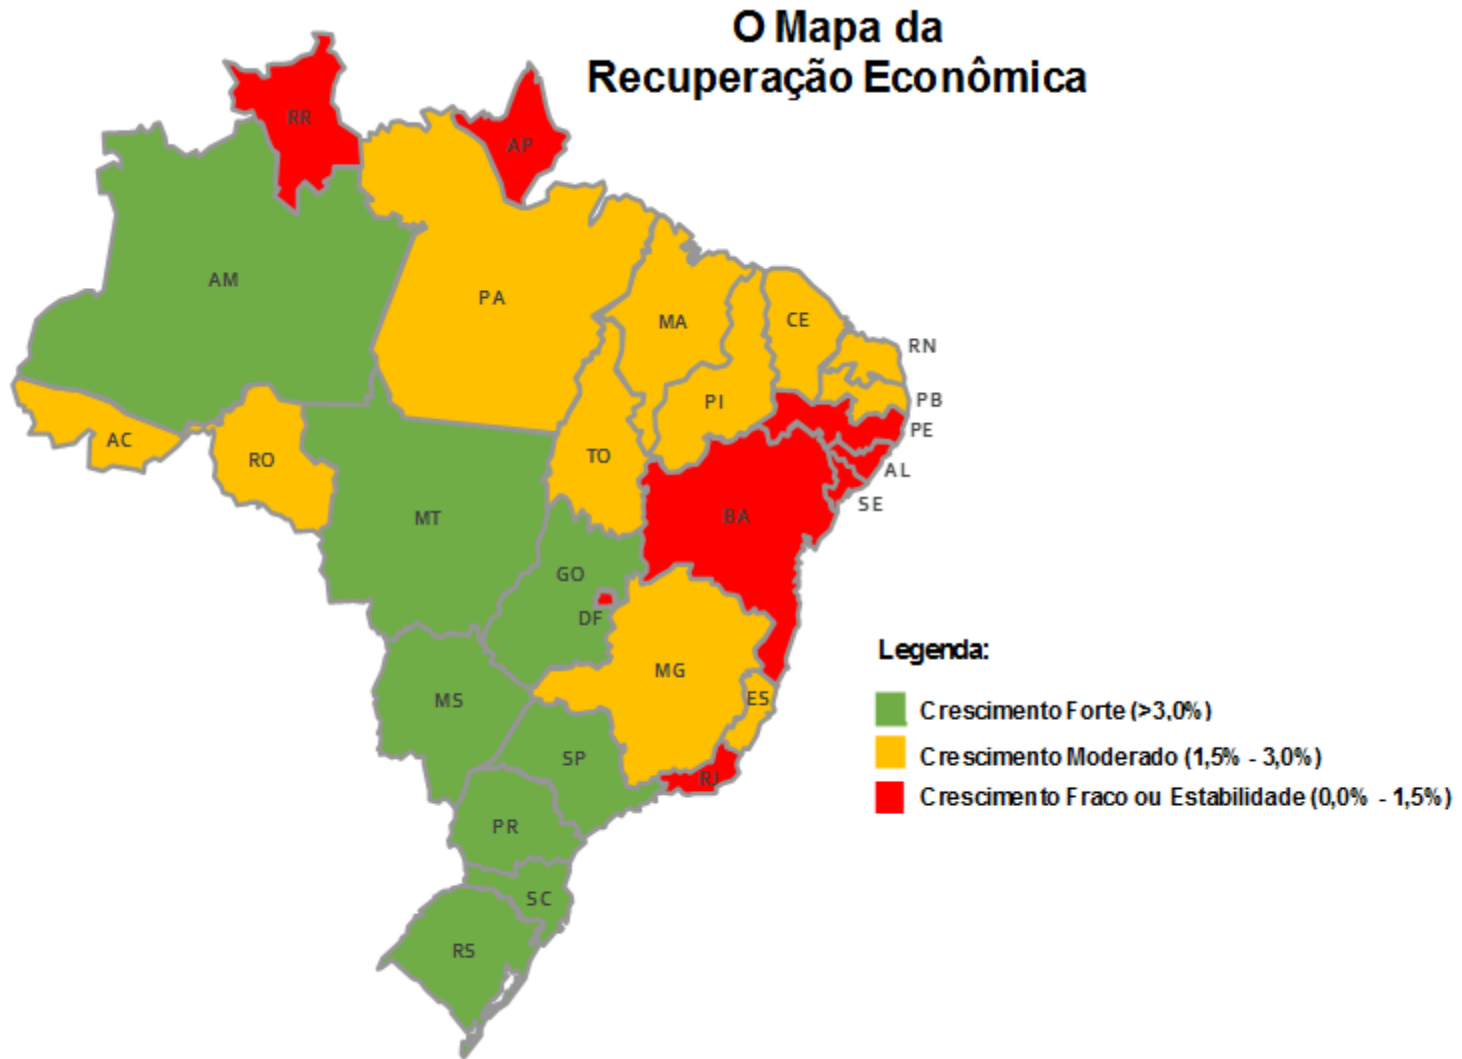 O Mapa da
Recuperação Econômica
RR
AP
AM
PA
MA
CE
RN
PI
PB
PE
AC
RO
TO
AL
SE
MT
BA
GO
DF
MG
MS
ES
SP
RJ
PR
SC
RS
Legenda:
Crescimento Forte (>3,0%)
Crescimento Moderado (1,5% - 3,0%)
Crescimento Fraco ou Estabilidade (0,0% - 1,5%)